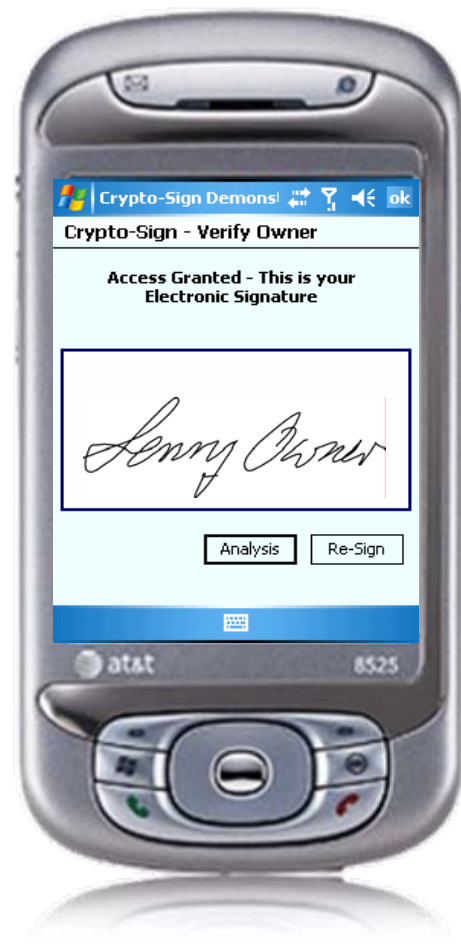 Crypto-Sign Demons
ok
Crypto-Sign - Verify Owner
Access Granted - This is your
Electronic Signature
Lenny Owner
Analysis
Re-Sign
at&t
8525